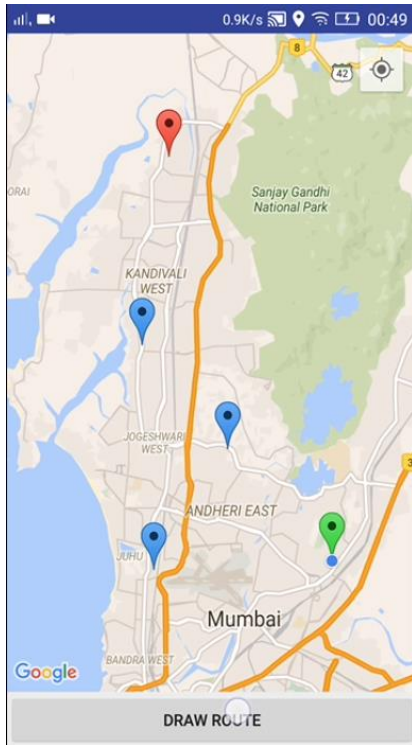 0.9K/s 00:49
8
42
ORAI
Sanjay Gandhi
National Park
KANDIVALI
WEST
JOGESHWARI
WEST
3
ANDHERI EAST
JUHU
Mumbai
BANDRA WEST
Google
DRAW ROUTE